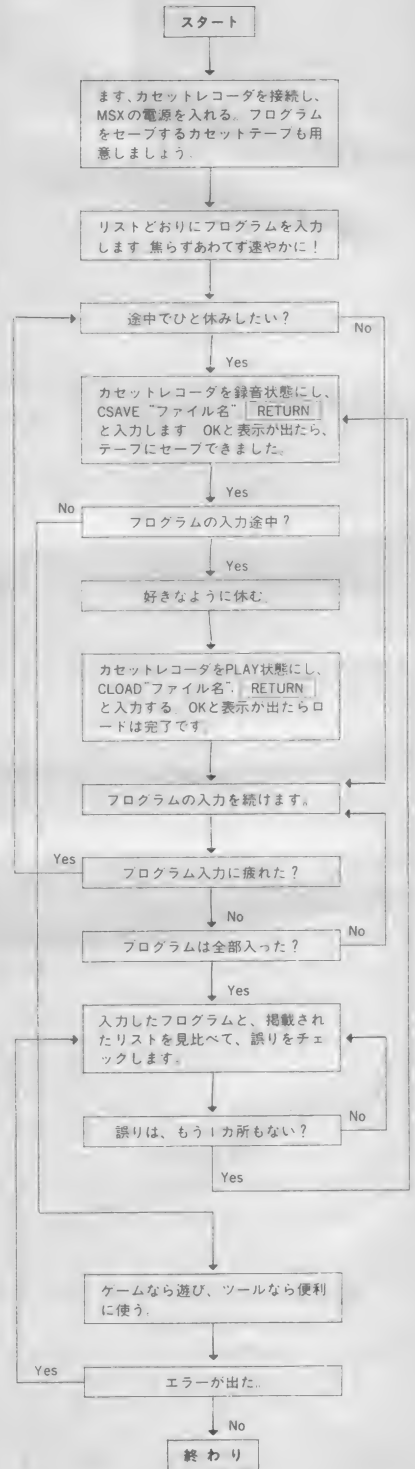 スタート
ます、カセットレコーダを接続し、
MSXの電源を入れる。フログラム
をセーブするカセットテーフも用
意しましょう.
リストどおりにフログラムを入力
します 焦らずあわてす速やかに！
途中でひと休みしたい？
No
Yes
カセットレコータを録音状態にし、
CSAVE "ファイル名" RETURN
と入力します OKと表示が出たら、
テーフにセーブできました。
Yes
No
フログラムの入力途中？
Yes
好きなように休む.
カセットレコータをPLAY状態にし、
CLOAD"ファイル名". RETURN
と入力する OKと表示か出たらロ
ートは完了です.
フログラムの入力を続けます。
Yes
フログラム入力に疲れた？
No
フロクラムは全部入った？
No
Yes
入力したフログラムと、掲載され
たリストを見比べて、誤りをチェ
ックします。
No
誤りは、もう１カ所もない？
Yes
ケームなら遊び、ツールなら便利
に使う.
Yes
エラーが出た.
No
終わり